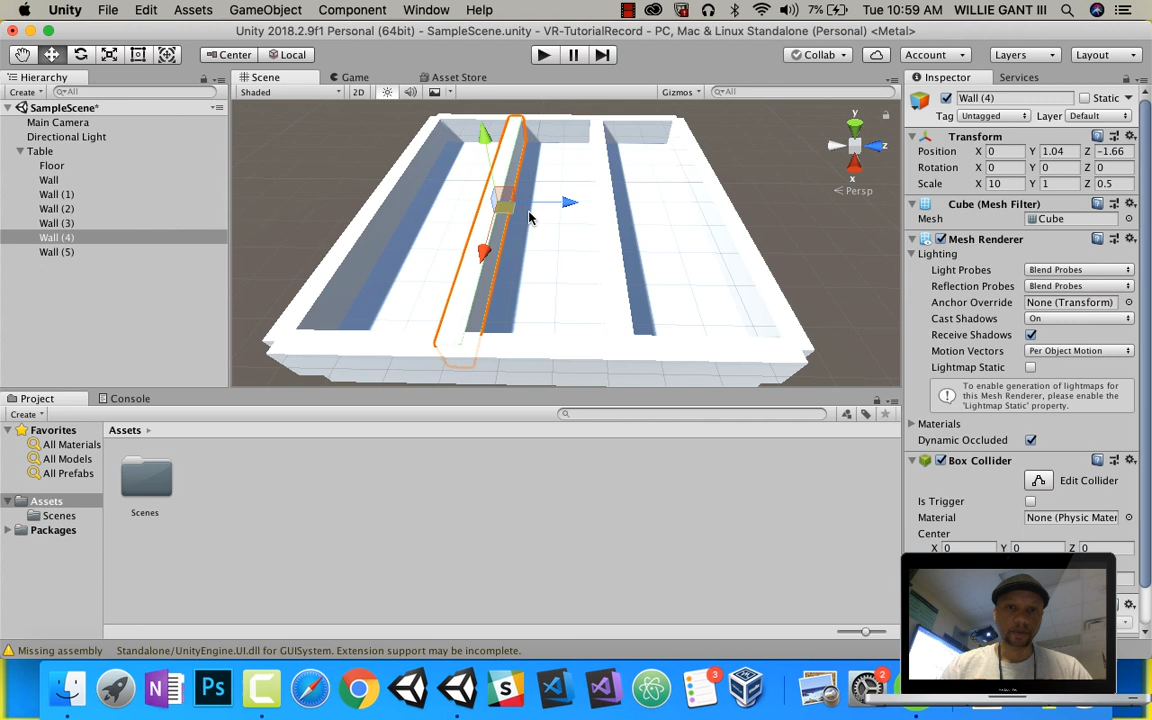 Unity File Edit Assets GameObject Component Window Help 7% Tue 10:59 AM WILLIE GANT III
Unity 2018.2.9f1 Personal (64bit) - SampleScene.unity - VR-TutorialRecord - PC, Mac & Linux Standalone (Personal) <Metal>
Center Local Collab Account Layers Layout
Hierarchy Scene Game Asset Store Inspector Services
Create All Shaded 2D Gizmos All Wall (4) Static
SampleScene*
Tag Untagged Layer Default
Main Camera
Directional Light
Table
Floor
Wall
Wall (1)
Wall (2)
Wall (3)
Wall (4)
Wall (5)
y
z
x
Persp
Transform
Position X 0 Y 1.04 Z -1.66
Rotation X 0 Y 0 Z 0
Scale X 10 Y 1 Z 0.5
Cube (Mesh Filter)
Mesh Cube
Mesh Renderer
Lighting
Light Probes Blend Probes
Reflection Probes Blend Probes
Anchor Override None (Transform)
Cast Shadows On
Receive Shadows
Motion Vectors Per Object Motion
Lightmap Static
To enable generation of lightmaps for
this Mesh Renderer, please enable the
'Lightmap Static' property.
Materials
Dynamic Occluded
Box Collider
Edit Collider
Is Trigger
Material None (Physic Mater
Center
X 0 Y 0 Z 0
Project Console
Create
Favorites
All Materials
All Models
All Prefabs
Assets
Scenes
Packages
Assets
Scenes
Missing assembly Standalone/UnityEngine.UI.dll for GUISystem. Extension support may be incomplete.
N Ps C S 3 2